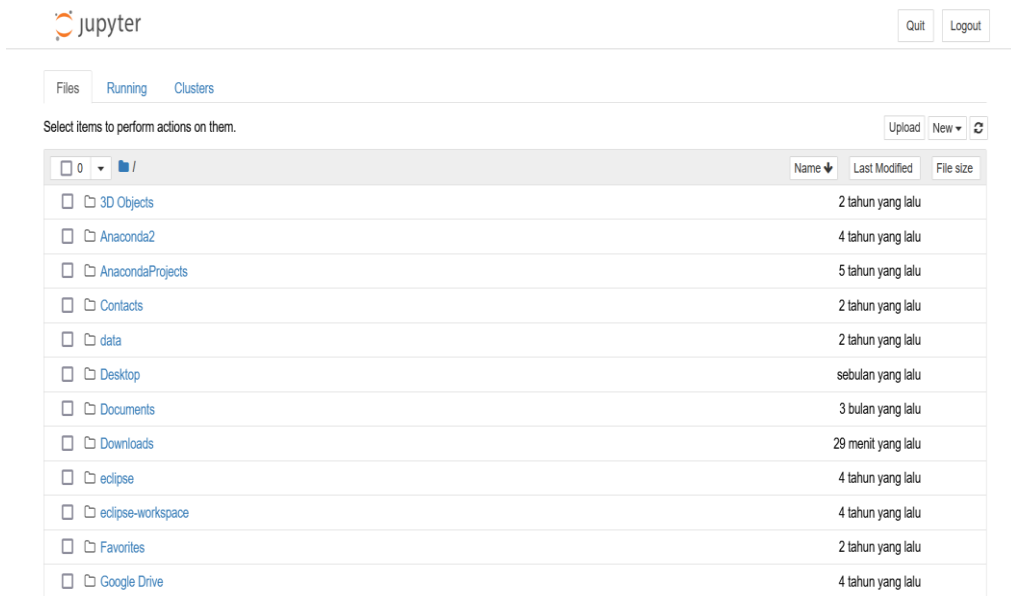 jupyter
Quit Logout
Files Running Clusters
Select items to perform actions on them.
Upload New
0 / Name Last Modified File size
3D Objects 2 tahun yang lalu
Anaconda2 4 tahun yang lalu
AnacondaProjects 5 tahun yang lalu
Contacts 2 tahun yang lalu
data 2 tahun yang lalu
Desktop sebulan yang lalu
Documents 3 bulan yang lalu
Downloads 29 menit yang lalu
eclipse 4 tahun yang lalu
eclipse-workspace 4 tahun yang lalu
Favorites 2 tahun yang lalu
Google Drive 4 tahun yang lalu